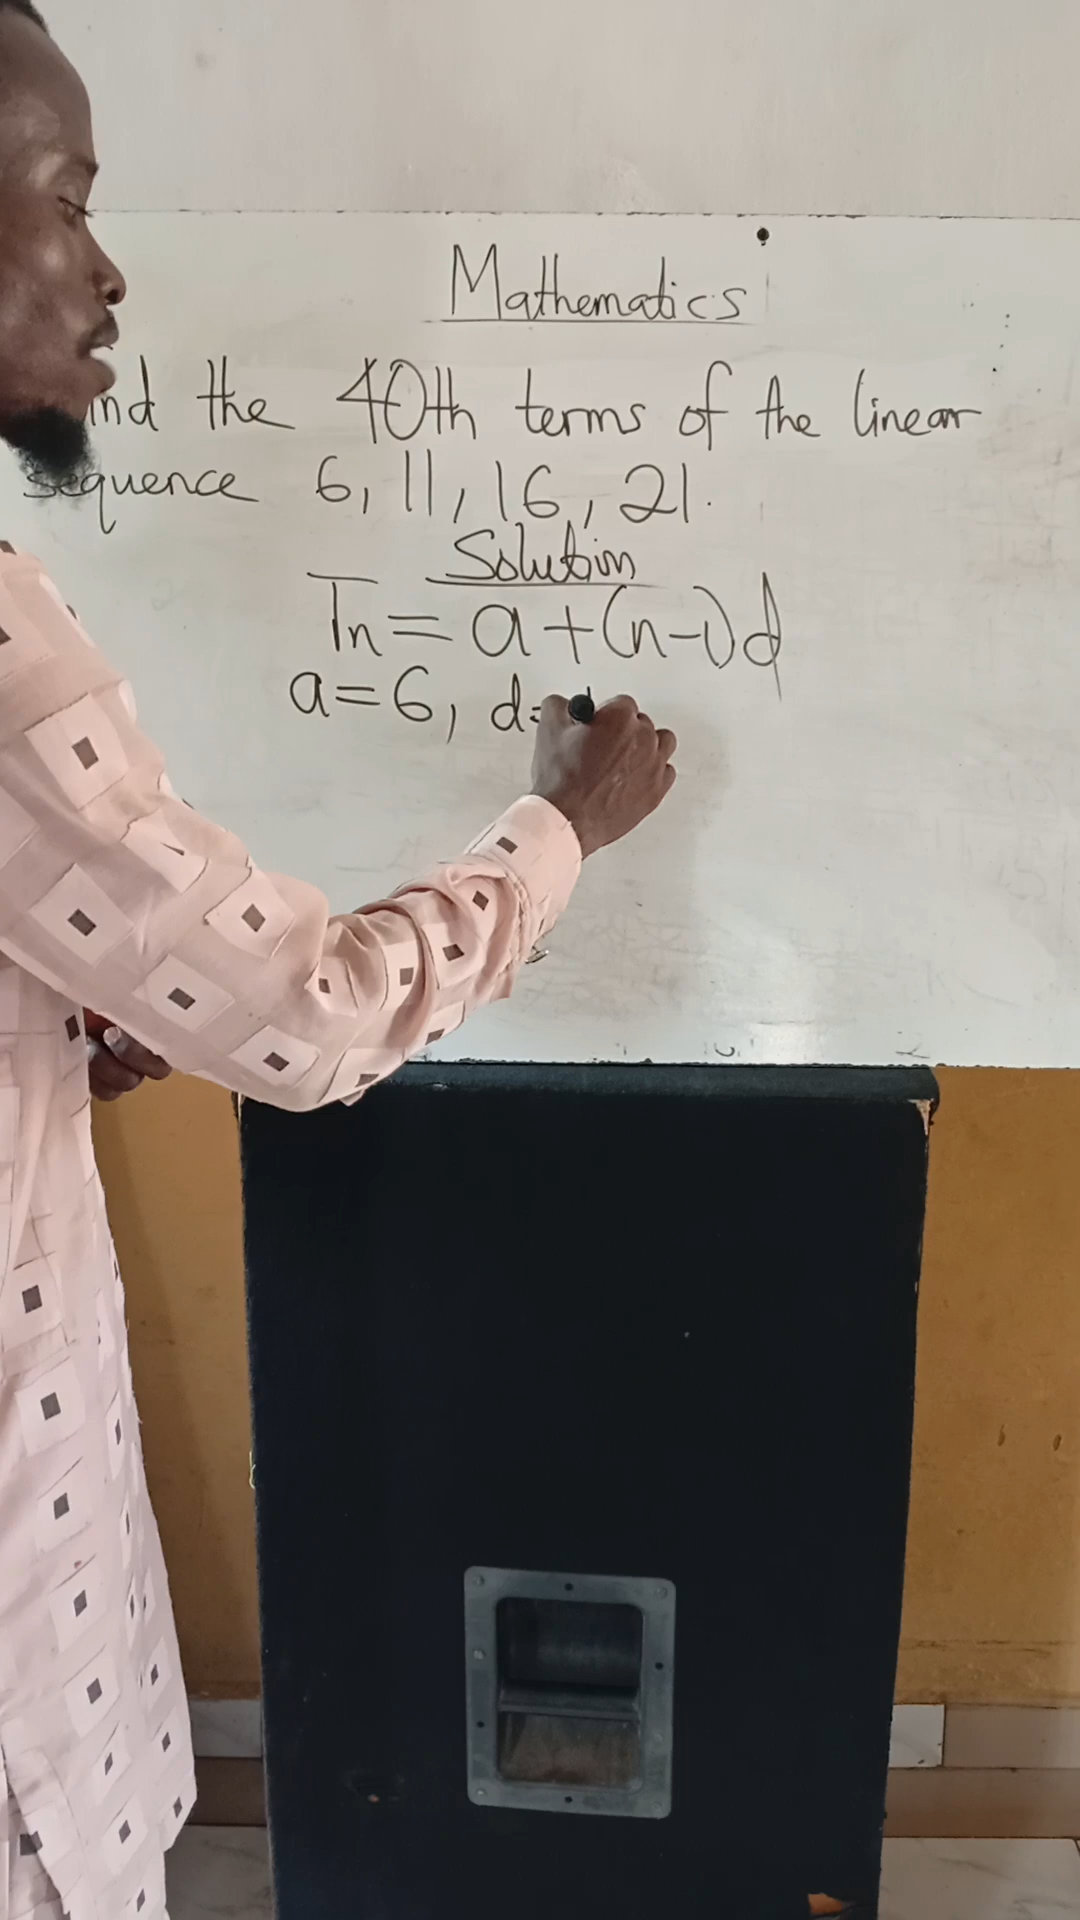 Mathematics
ind the 40th terms of the linear
sequence 6, 11, 16, 21.
Solution
Tn = a + (n-1)d
a = 6, d =